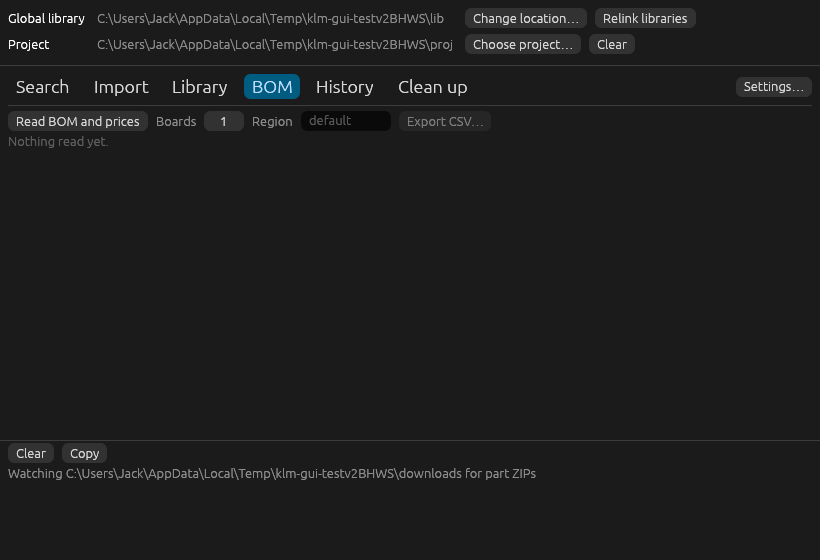 Global library C:\Users\Jack\AppData\Local\Temp\klm-gui-testv2BHWS\lib Change location... Relink libraries
Project C:\Users\Jack\AppData\Local\Temp\klm-gui-testv2BHWS\proj Choose project... Clear
Search Import Library BOM History Clean up Settings...
Read BOM and prices Boards 1 Region default Export CSV...
Nothing read yet.
Clear Copy
Watching C:\Users\Jack\AppData\Local\Temp\klm-gui-testv2BHWS\downloads for part ZIPs